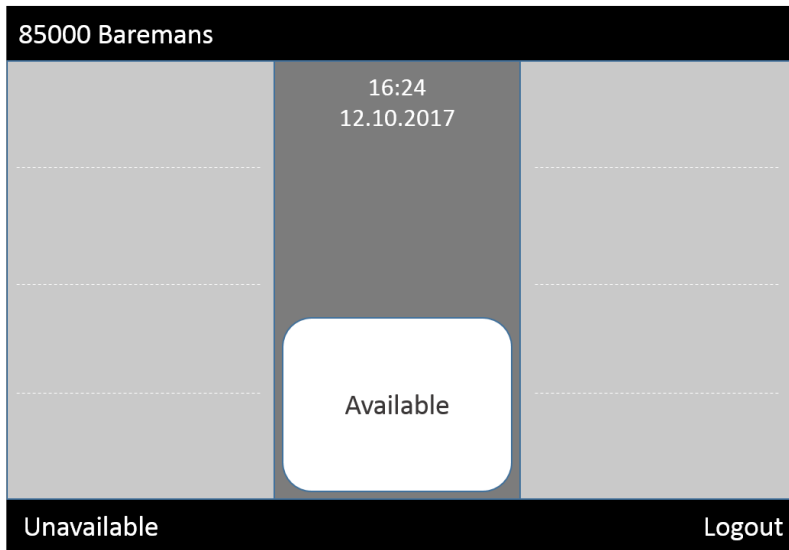 85000 Baremans
16:24
12.10.2017
Available
Unavailable
Logout